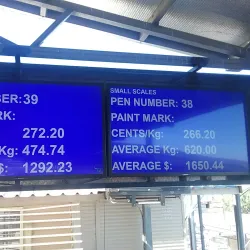 BER:39
RK:
272.20
Kg: 474.74
$: 1292.23
SMALL SCALES
PEN NUMBER: 38
PAINT MARK:
CENTS/Kg: 266.20
AVERAGE Kg: 620.00
AVERAGE $: 1650.44